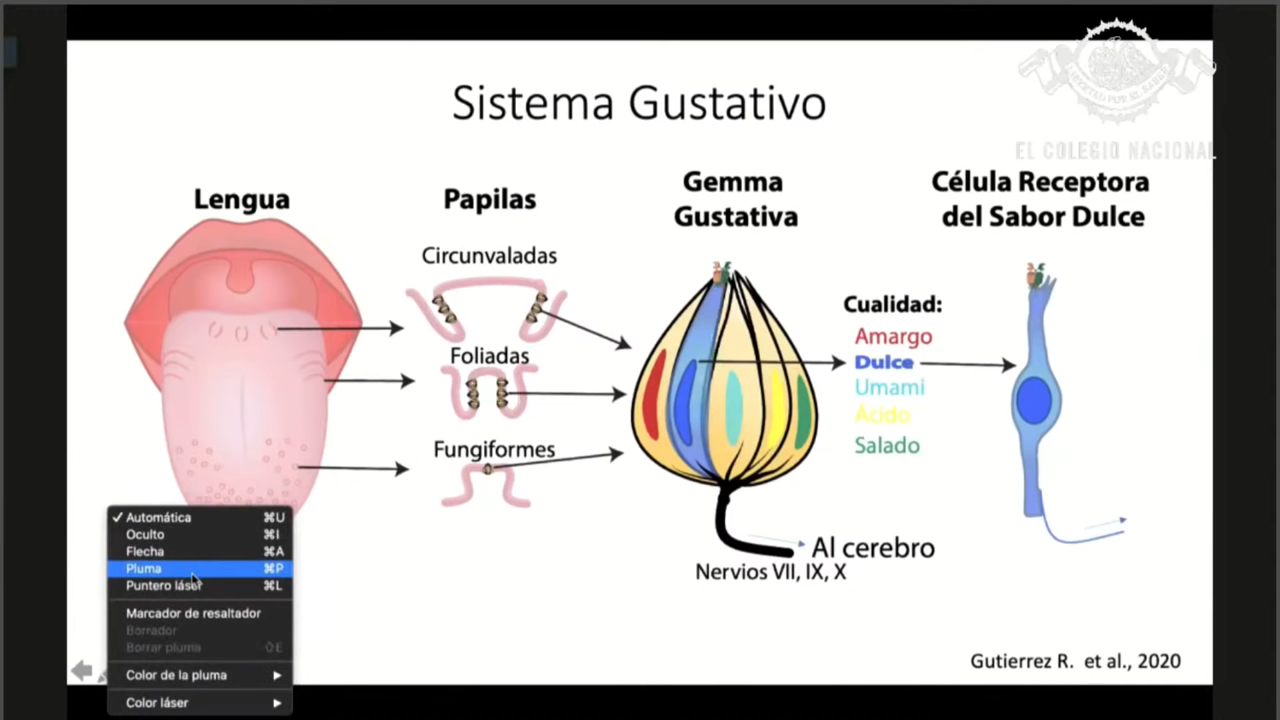 Sistema Gustativo
EL COLEGIO NACIONAL
Lengua
Papilas
Gemma
Gustativa
Célula Receptora
del Sabor Dulce
Circunvaladas
Foliadas
Fungiformes
Cualidad:
Amargo
Dulce
Umami
Ácido
Salado
Al cerebro
Nervios VII, IX, X
Gutierrez R. et al., 2020
✓ Automática ⌘U
Oculto ⌘I
Flecha ⌘A
Pluma ⌘P
Puntero láser ⌘L
Marcador de resaltador
Borrador
Borrar pluma ⇧E
Color de la pluma
Color láser